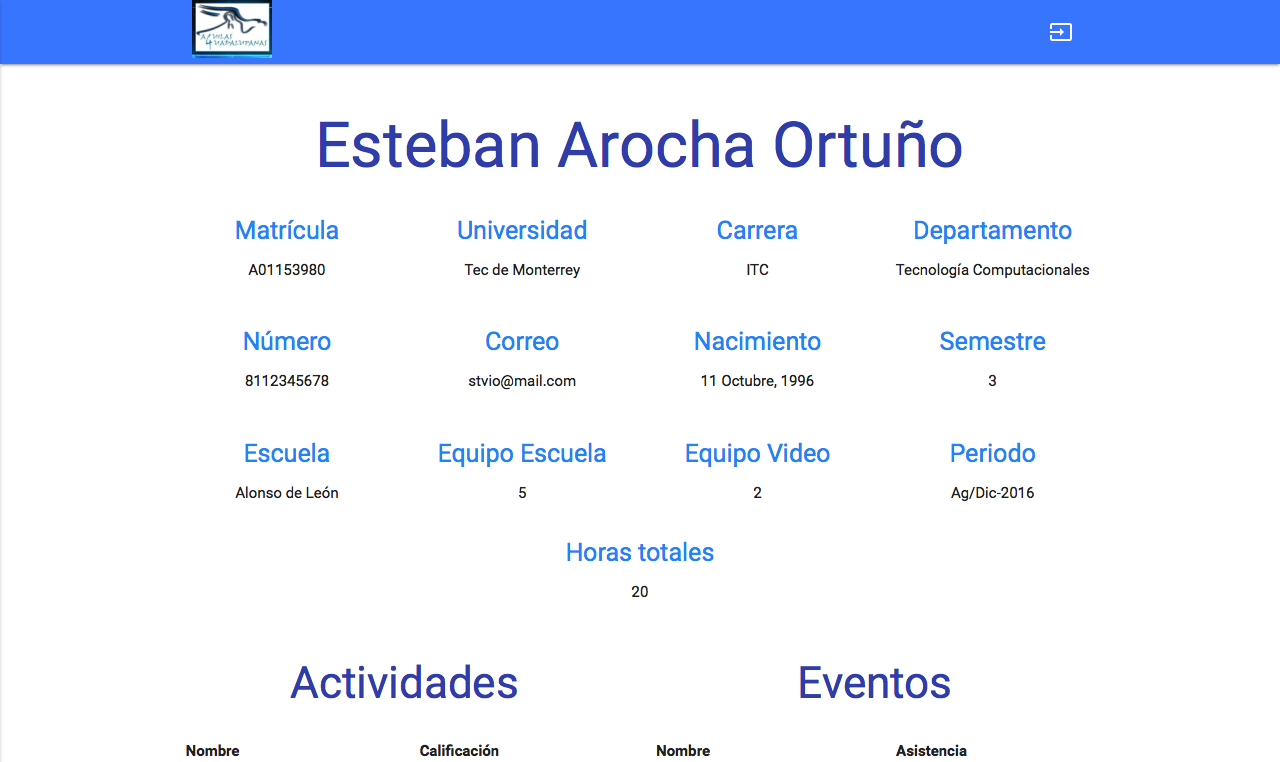 AGUILAS
GUADALUPANAS
Esteban Arocha Ortuño
Matrícula Universidad Carrera Departamento
A01153980 Tec de Monterrey ITC Tecnología Computacionales
Número Correo Nacimiento Semestre
8112345678 stvio@mail.com 11 Octubre, 1996 3
Escuela Equipo Escuela Equipo Video Periodo
Alonso de León 5 2 Ag/Dic-2016
Horas totales
20
Actividades Eventos
Nombre Calificación Nombre Asistencia